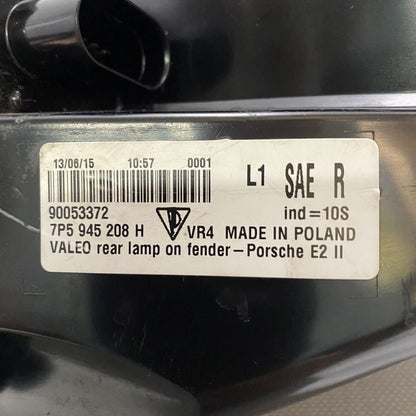 13/06/15 10:57 0001
L1 SAE R
90053372 ind=10S
7P5 945 208 H VR4 MADE IN POLAND
VALEO rear lamp on fender-Porsche E2 II